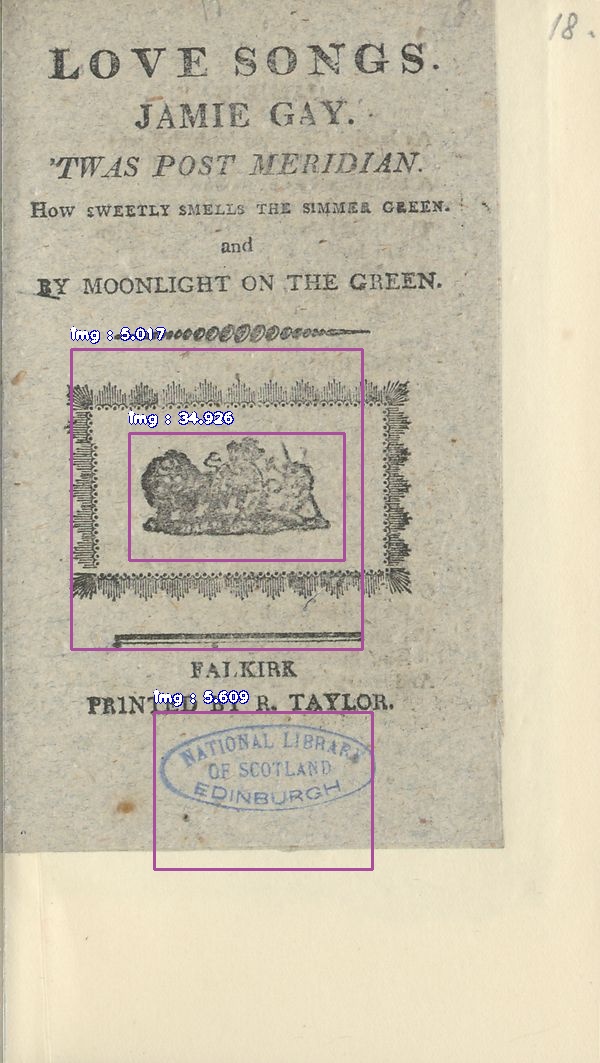 18.
LOVE SONGS.
JAMIE GAY.
'TWAS POST MERIDIAN.
HOW SWEETLY SMELLS THE SIMMER GREEN.
and
BY MOONLIGHT ON THE GREEN.
img : 5.017
img : 34.926
FALKIRK
PRINTED BY R. TAYLOR.
img : 5.609
NATIONAL LIBRARY
OF SCOTLAND
EDINBURGH